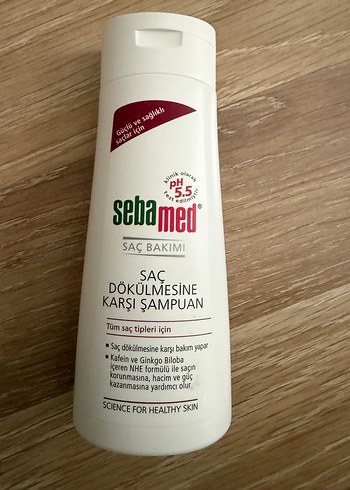 Güçlü ve sağlıklı
saçlar için
klinik olarak
pH
5.5
test edilmiştir
sebamed®
SAÇ BAKIMI
SAÇ
DÖKÜLMESİNE
KARŞI ŞAMPUAN
Tüm saç tipleri için
▪ Saç dökülmesine karşı bakım yapar
▪ Kafein ve Ginkgo Biloba
içeren NHE formülü ile saçın
korunmasına, hacim ve güç
kazanmasına yardımcı olur
SCIENCE FOR HEALTHY SKIN